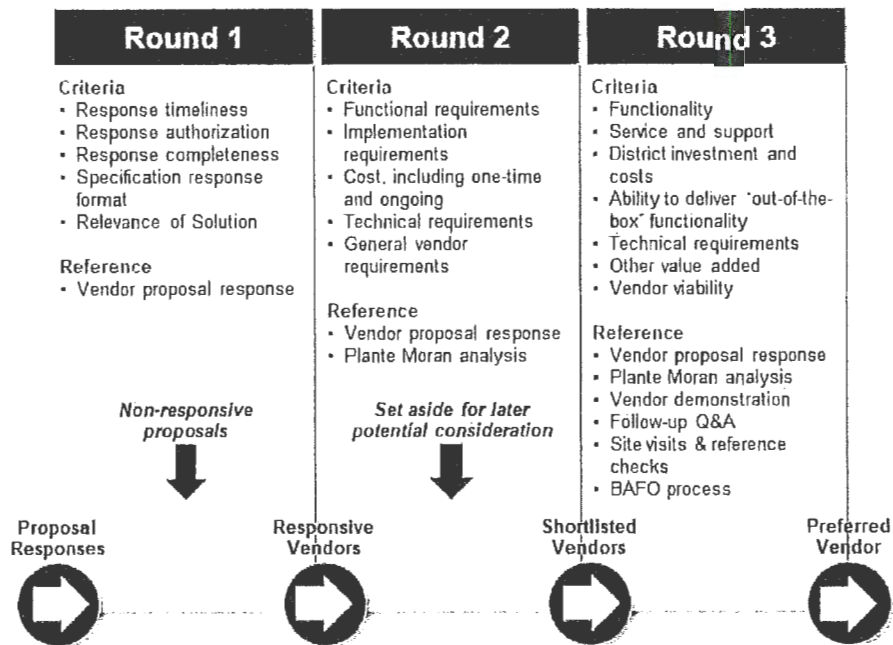 Round 1
Criteria
• Response timeliness
• Response authorization
• Response completeness
• Specification response
format
• Relevance of Solution
Reference
• Vendor proposal response
Non-responsive
proposals
Round 2
Criteria
• Functional requirements
• Implementation
requirements
• Cost, including one-time
and ongoing
• Technical requirements
• General vendor
requirements
Reference
• Vendor proposal response
• Plante Moran analysis
Set aside for later
potential consideration
Round 3
Criteria
• Functionality
• Service and support
• District investment and
costs
• Ability to deliver "out-of-the-
box" functionality
• Technical requirements
• Other value added
• Vendor viability
Reference
• Vendor proposal response
• Plante Moran analysis
• Vendor demonstration
• Follow-up Q&A
• Site visits & reference
checks
• BAFO process
Proposal
Responses
Responsive
Vendors
Shortlisted
Vendors
Preferred
Vendor